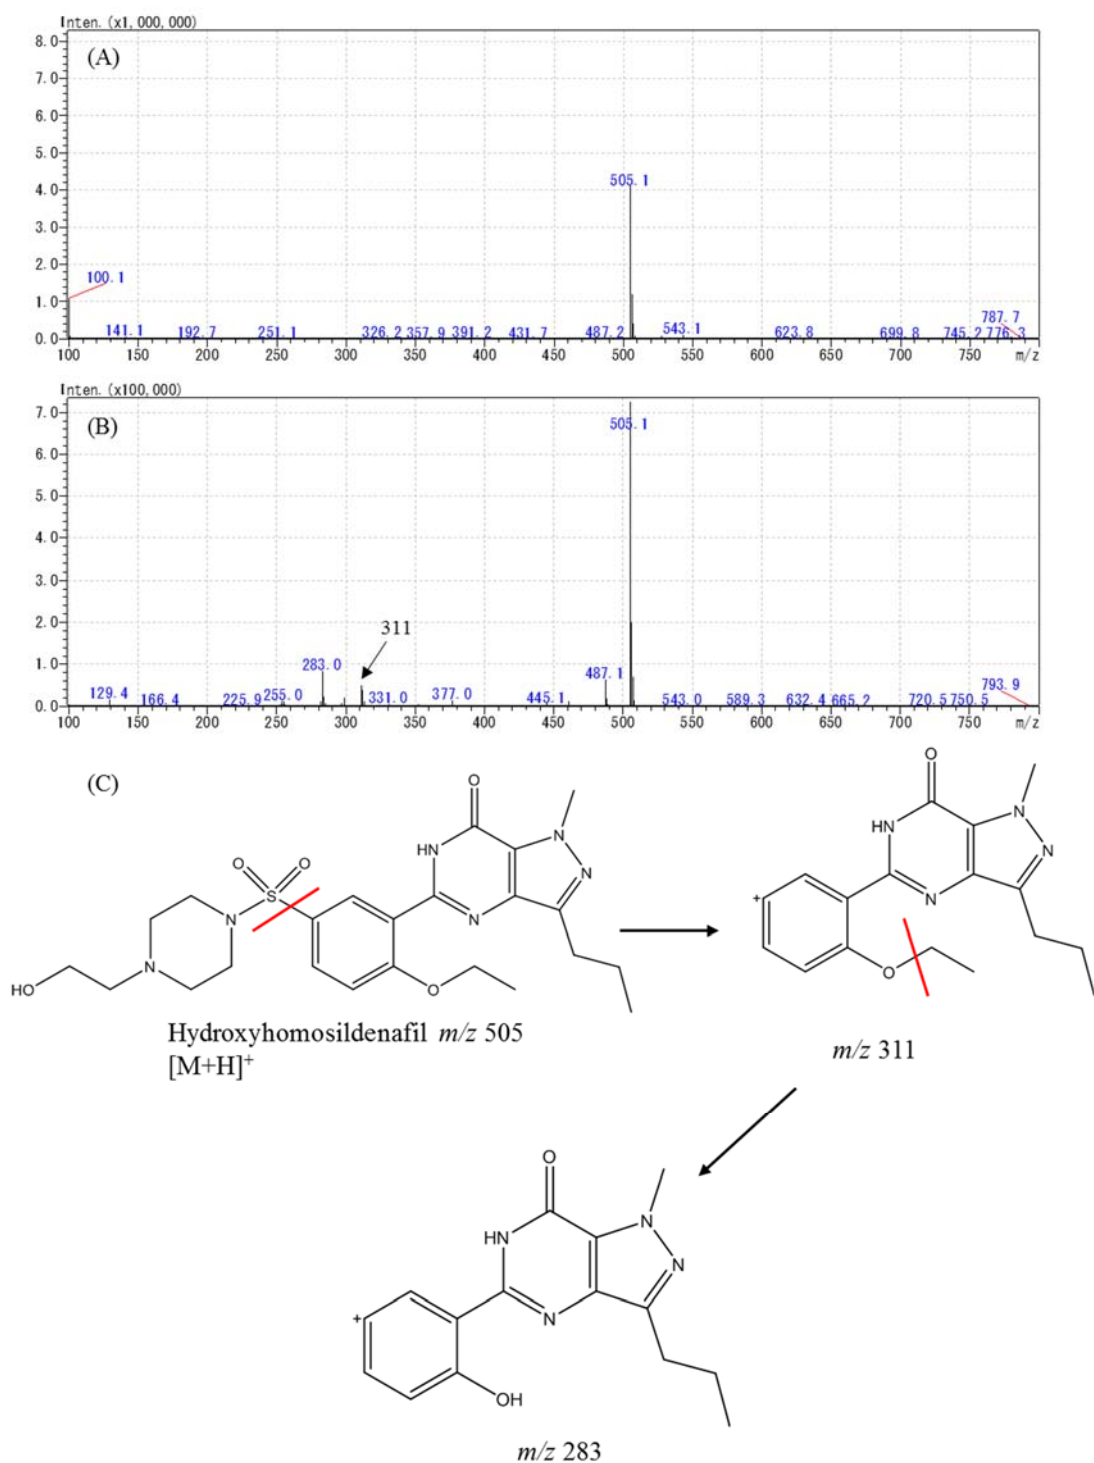 Inten. (x1,000,000)
(A)
8.0
7.0
6.0
5.0
4.0
3.0
2.0
1.0
0.0
505.1
100.1
141.1 192.7 251.1 326.2 357.9 391.2 431.7 487.2 543.1 623.8 699.8 745.2 776.3 787.7
100 150 200 250 300 350 400 450 500 550 600 650 700 750 m/z
Inten. (x100,000)
(B)
7.0
6.0
5.0
4.0
3.0
2.0
1.0
0.0
505.1
311
283.0
487.1
793.9
129.4 166.4 225.9 255.0 331.0 377.0 445.1 543.0 589.3 632.4 665.2 720.5 750.5
100 150 200 250 300 350 400 450 500 550 600 650 700 750 m/z
(C)
O
HN
N
N
N
O O
S
N
N
HO
O
Hydroxyhomosildenafil m/z 505
[M+H]+
O
HN
N
N
N
+
O
m/z 311
O
HN
N
N
N
+
OH
m/z 283